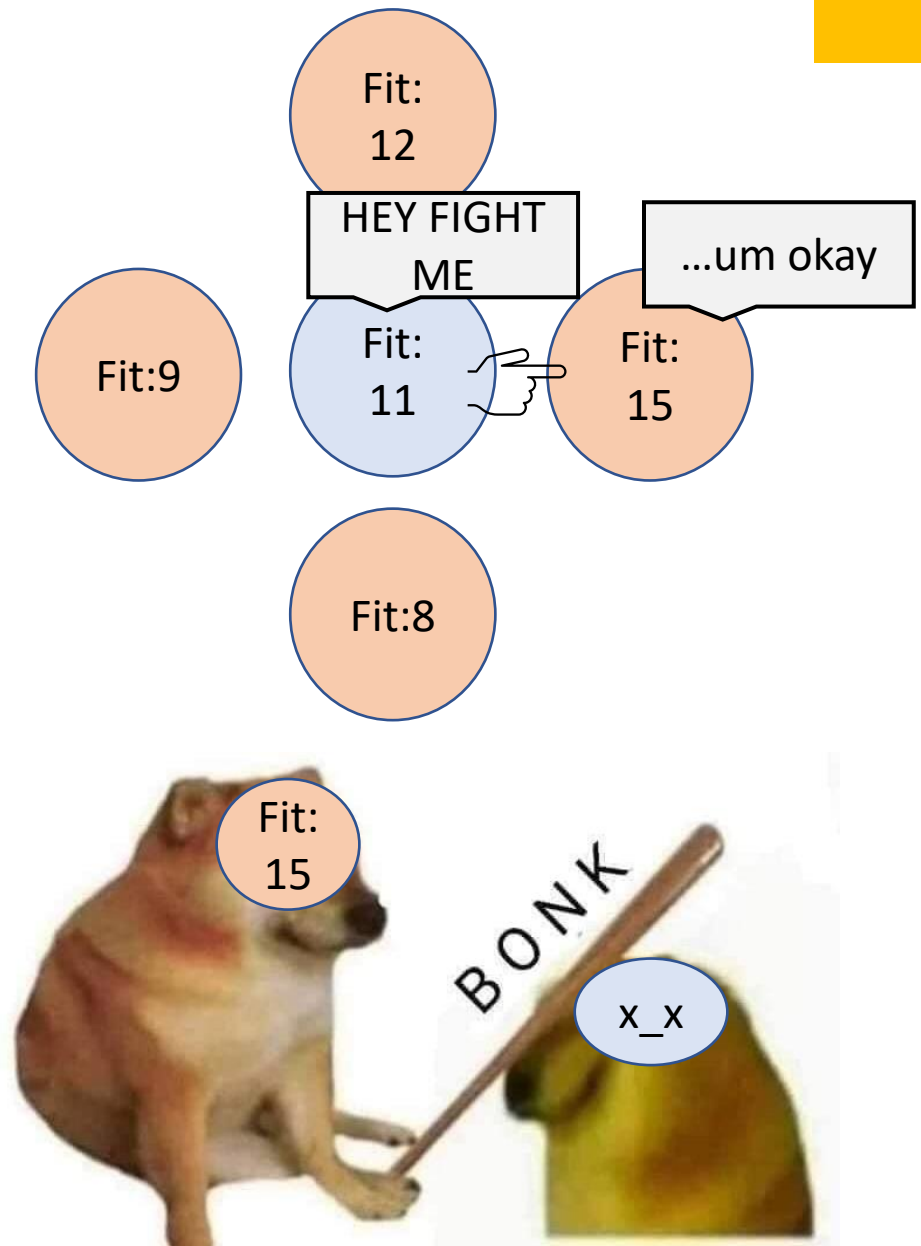 Fit:
12
HEY FIGHT
ME
...um okay
Fit:9
Fit:
11
Fit:
15
Fit:8
Fit:
15
BONK
x_x